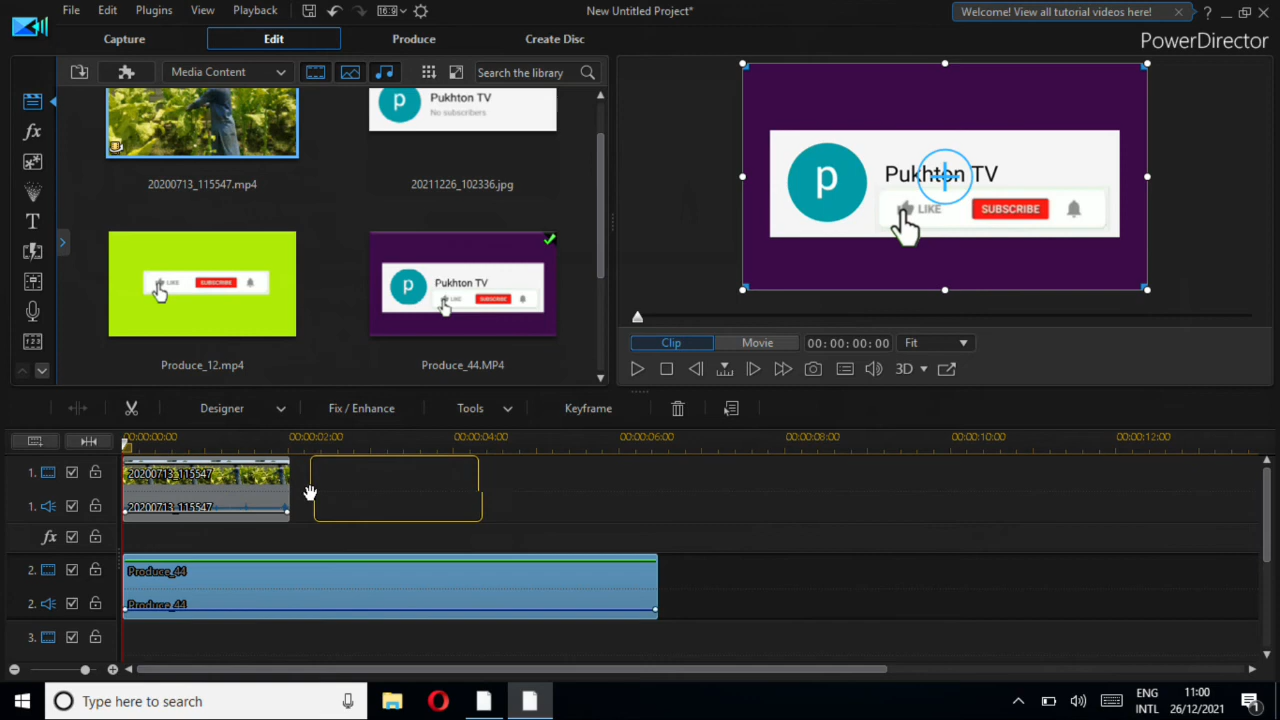 File Edit Plugins View Playback 16:9 New Untitled Project* Welcome! View all tutorial videos here! ×
Capture Edit Produce Create Disc PowerDirector
Media Content Search the library
p Pukhton TV
No subscribers
20200713_115547.mp4 20211226_102336.jpg
LIKE SUBSCRIBE
p Pukhton TV
LIKE SUBSCRIBE
Produce_12.mp4 Produce_44.MP4
p Pukhton TV
LIKE SUBSCRIBE
Clip Movie 00:00:00:00 Fit
3D
Designer Fix / Enhance Tools Keyframe
00:00:00:00 00:00:02:00 00:00:04:00 00:00:06:00 00:00:08:00 00:00:10:00 00:00:12:00
1. 20200713_115547
1. 20200713_115547
fx
2. Produce_44
2. Produce_44
3.
Type here to search ENG 11:00
INTL 26/12/2021 1